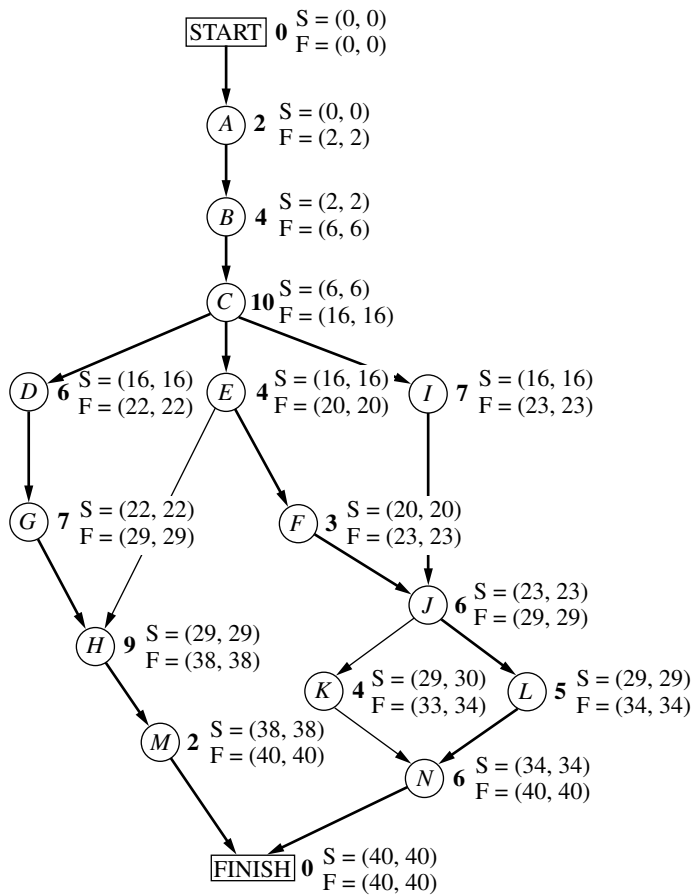 START 0 S = (0, 0)
F = (0, 0)
A 2 S = (0, 0)
F = (2, 2)
B 4 S = (2, 2)
F = (6, 6)
C 10 S = (6, 6)
F = (16, 16)
D 6 S = (16, 16)
F = (22, 22)
E 4 S = (16, 16)
F = (20, 20)
I 7 S = (16, 16)
F = (23, 23)
G 7 S = (22, 22)
F = (29, 29)
F 3 S = (20, 20)
F = (23, 23)
J 6 S = (23, 23)
F = (29, 29)
H 9 S = (29, 29)
F = (38, 38)
K 4 S = (29, 30)
F = (33, 34)
L 5 S = (29, 29)
F = (34, 34)
M 2 S = (38, 38)
F = (40, 40)
N 6 S = (34, 34)
F = (40, 40)
FINISH 0 S = (40, 40)
F = (40, 40)